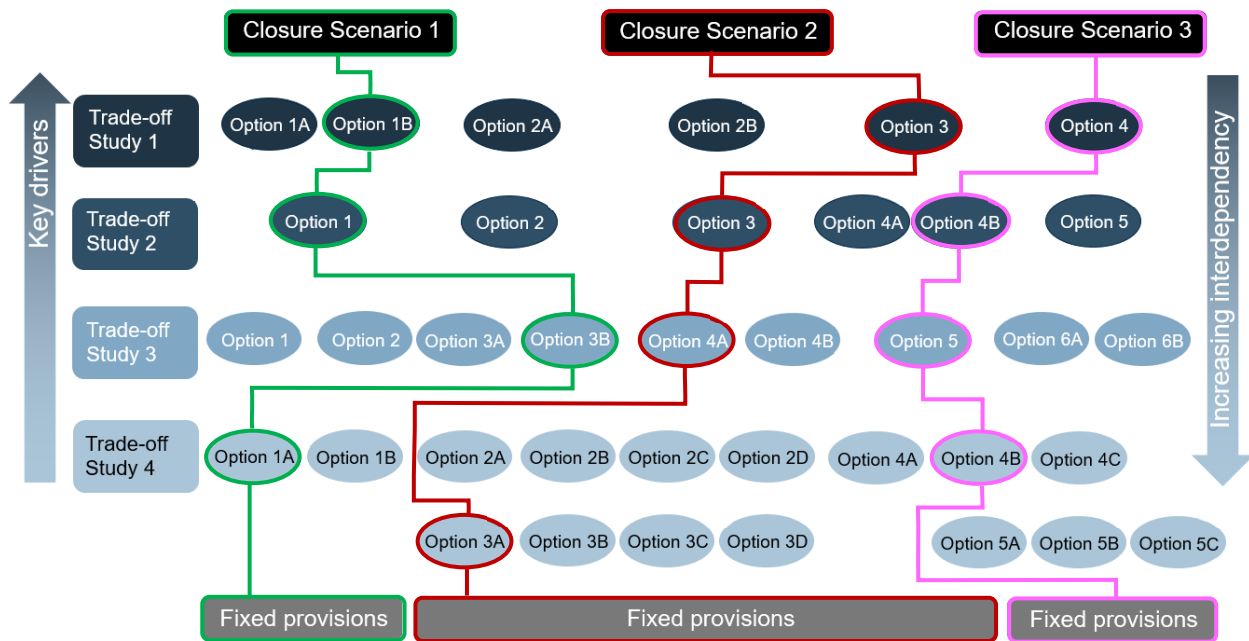 Closure Scenario 1
Closure Scenario 2
Closure Scenario 3
Key drivers
Increasing interdependency
Trade-off
Study 1
Option 1A
Option 1B
Option 2A
Option 2B
Option 3
Option 4
Trade-off
Study 2
Option 1
Option 2
Option 3
Option 4A
Option 4B
Option 5
Trade-off
Study 3
Option 1
Option 2
Option 3A
Option 3B
Option 4A
Option 4B
Option 5
Option 6A
Option 6B
Trade-off
Study 4
Option 1A
Option 1B
Option 2A
Option 2B
Option 2C
Option 2D
Option 4A
Option 4B
Option 4C
Option 3A
Option 3B
Option 3C
Option 3D
Option 5A
Option 5B
Option 5C
Fixed provisions
Fixed provisions
Fixed provisions